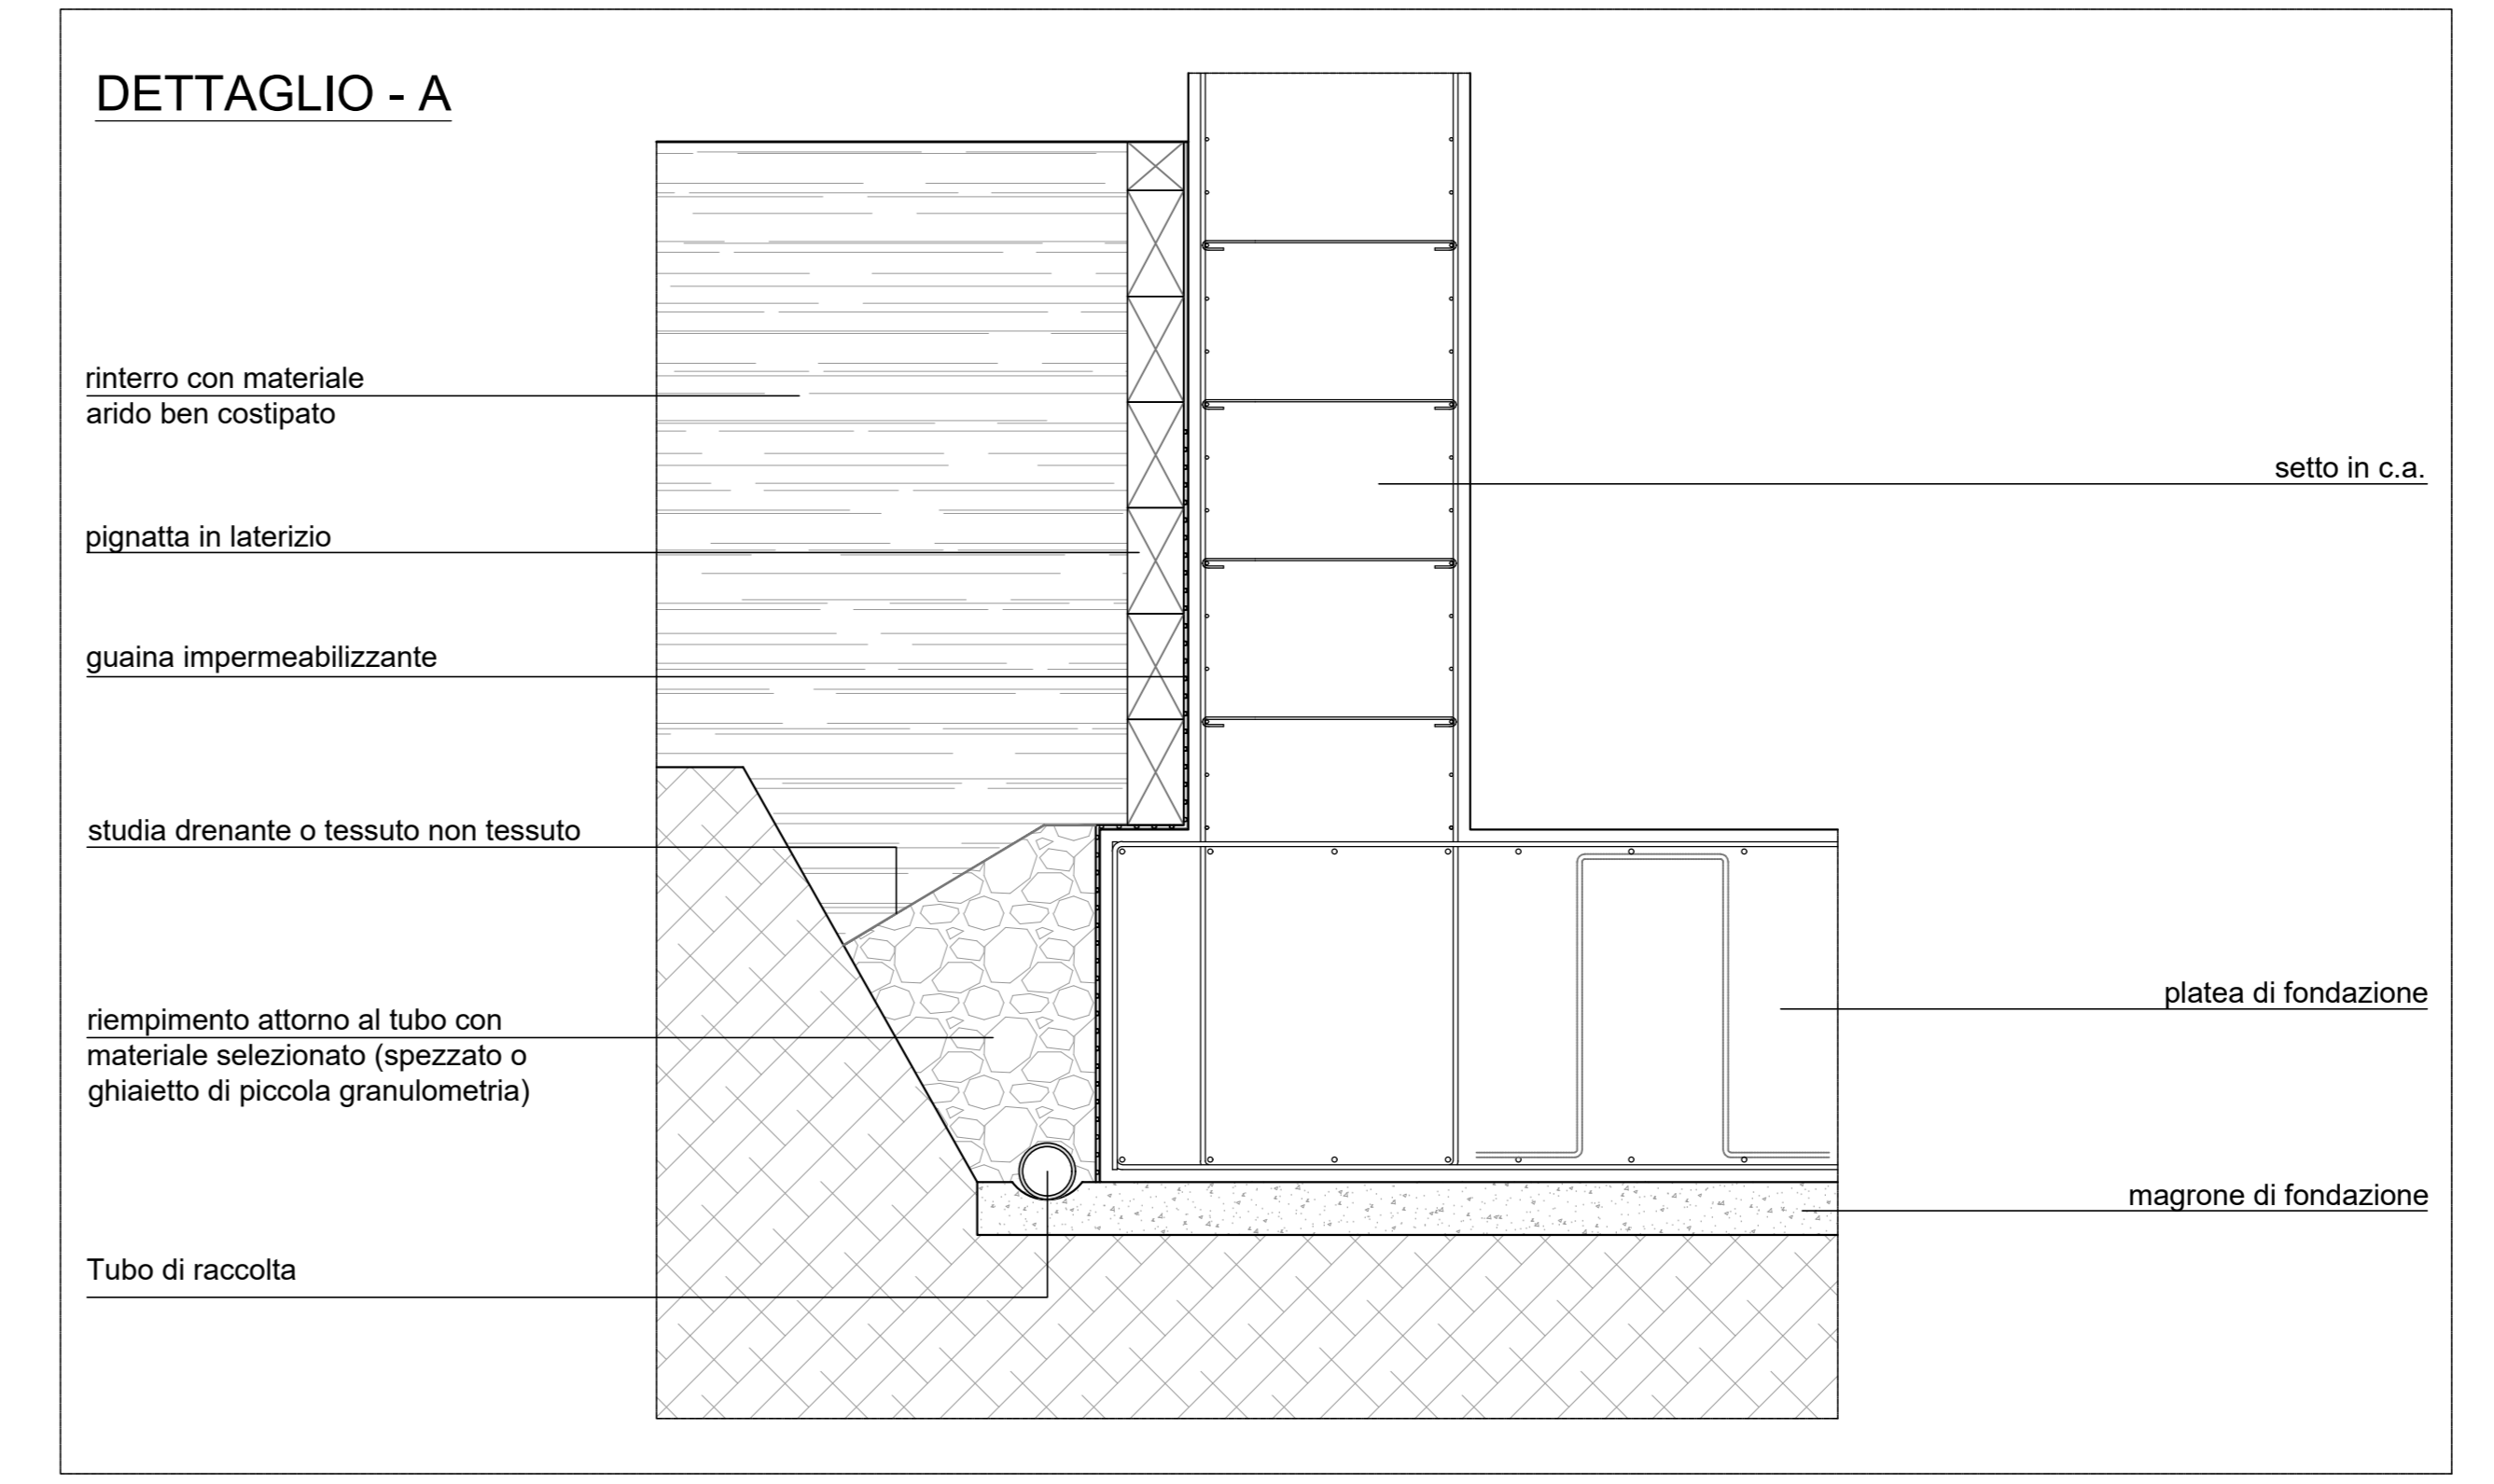 DETTAGLIO - A
rinterro con materiale
arido ben costipato
pignatta in laterizio
guaina impermeabilizzante
studia drenante o tessuto non tessuto
riempimento attorno al tubo con
materiale selezionato (spezzato o
ghiaietto di piccola granulometria)
Tubo di raccolta
setto in c.a.
platea di fondazione
magrone di fondazione